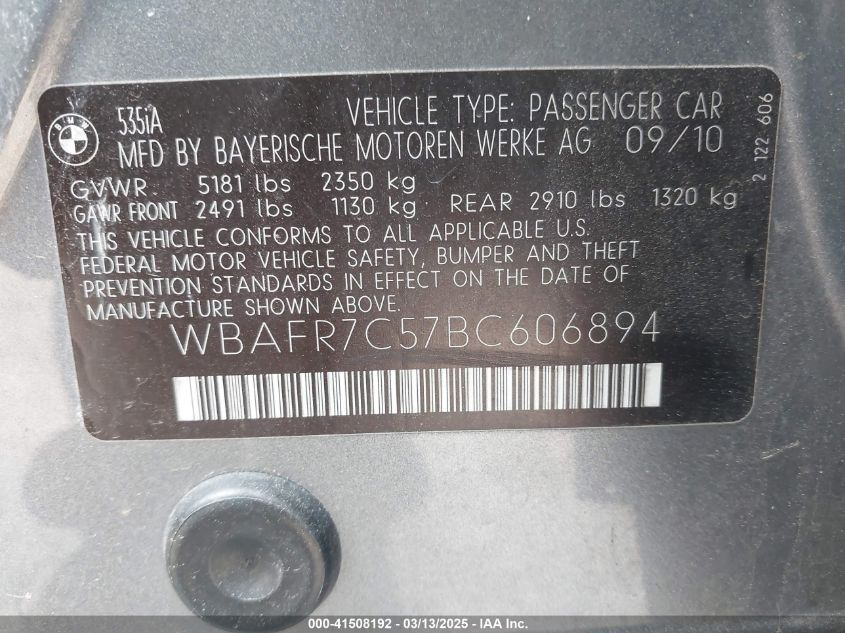 BMW
535iA VEHICLE TYPE: PASSENGER CAR
MFD BY BAYERISCHE MOTOREN WERKE AG 09/10
GVWR 5181 lbs 2350 kg
GAWR FRONT 2491 lbs 1130 kg REAR 2910 lbs 1320 kg
THIS VEHICLE CONFORMS TO ALL APPLICABLE U.S.
FEDERAL MOTOR VEHICLE SAFETY, BUMPER AND THEFT
PREVENTION STANDARDS IN EFFECT ON THE DATE OF
MANUFACTURE SHOWN ABOVE.
WBAFR7C57BC606894
2 122 606
000-41508192 - 03/13/2025 - IAA Inc.